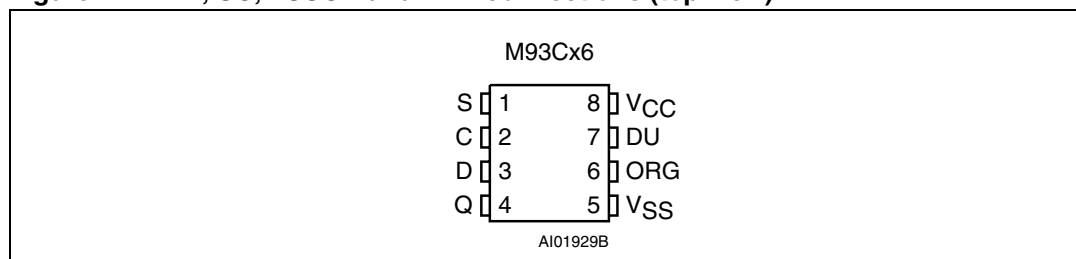 M93Cx6
S 1 8 VCC
C 2 7 DU
D 3 6 ORG
Q 4 5 VSS
AI01929B